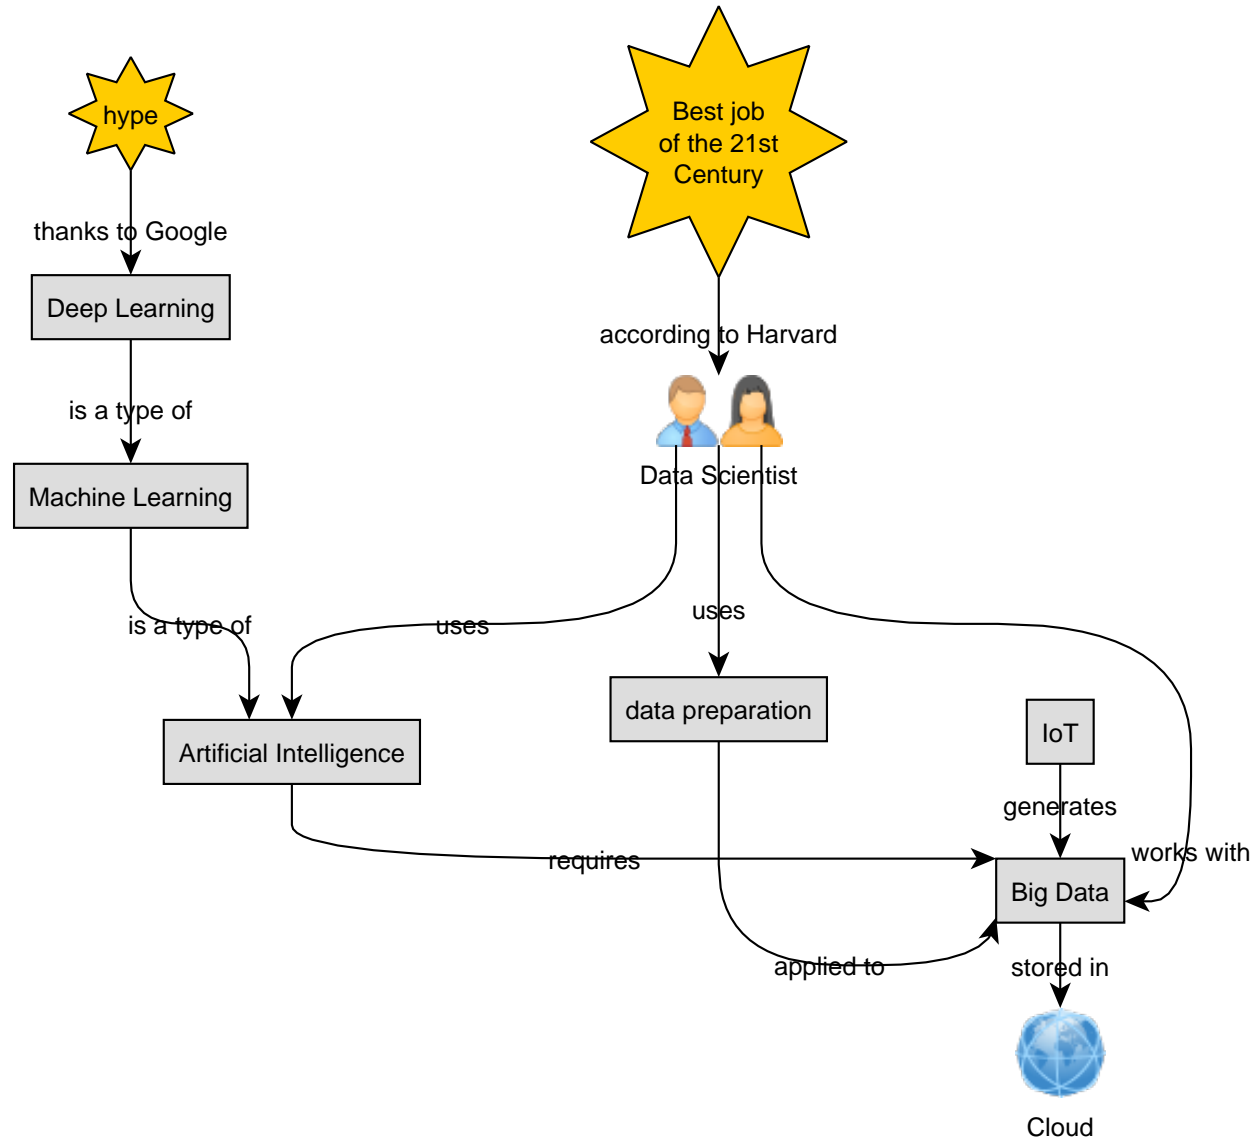 hype
Best job
of the 21st
Century
thanks to Google
Deep Learning
according to Harvard
is a type of
Data Scientist
Machine Learning
is a type of
uses
uses
data preparation
IoT
Artificial Intelligence
generates
requires
works with
Big Data
applied to
stored in
Cloud